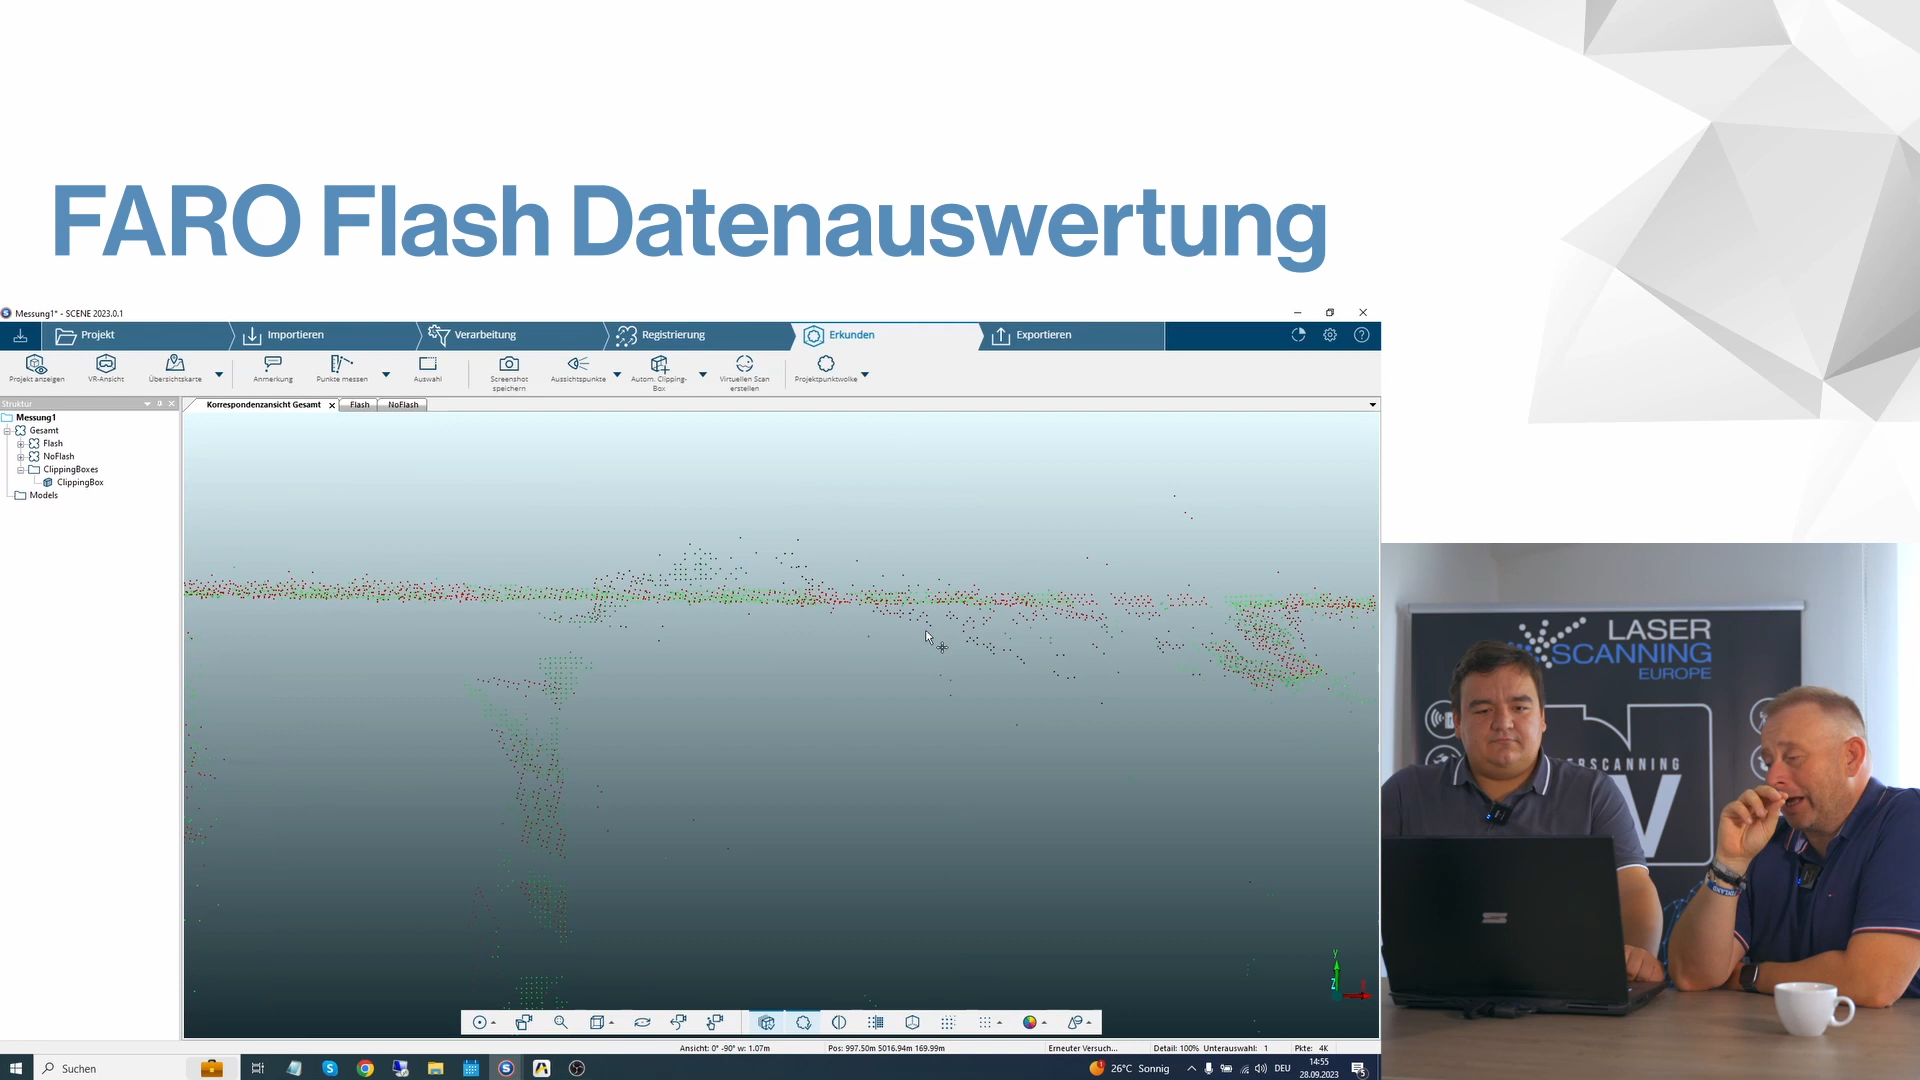 FARO Flash Datenauswertung
Messung1* - SCENE 2023.0.1
Projekt
Importieren
Verarbeitung
Registrierung
Erkunden
Exportieren
Projekt anzeigen
VR-Ansicht
Übersichtskarte
Anmerkung
Punkte messen
Auswahl
Screenshot
speichern
Aussichtspunkte
Autom. Clipping-
Box
Virtuellen Scan
erstellen
Projektpunktwolke
Struktur
Korrespondenzansicht Gesamt
Flash
NoFlash
Messung1
Gesamt
Flash
NoFlash
ClippingBoxes
ClippingBox
Models
Y
Z
LASER
SCANNING
EUROPE
Ansicht: 0° -90° w: 1.07m
Pos: 997.50m 5016.94m 169.99m
Erneuter Versuch...
Detail: 100%
Unterauswahl: 1
Pkte: 4K
Suchen
26°C Sonnig
DEU
14:55
28.09.2023